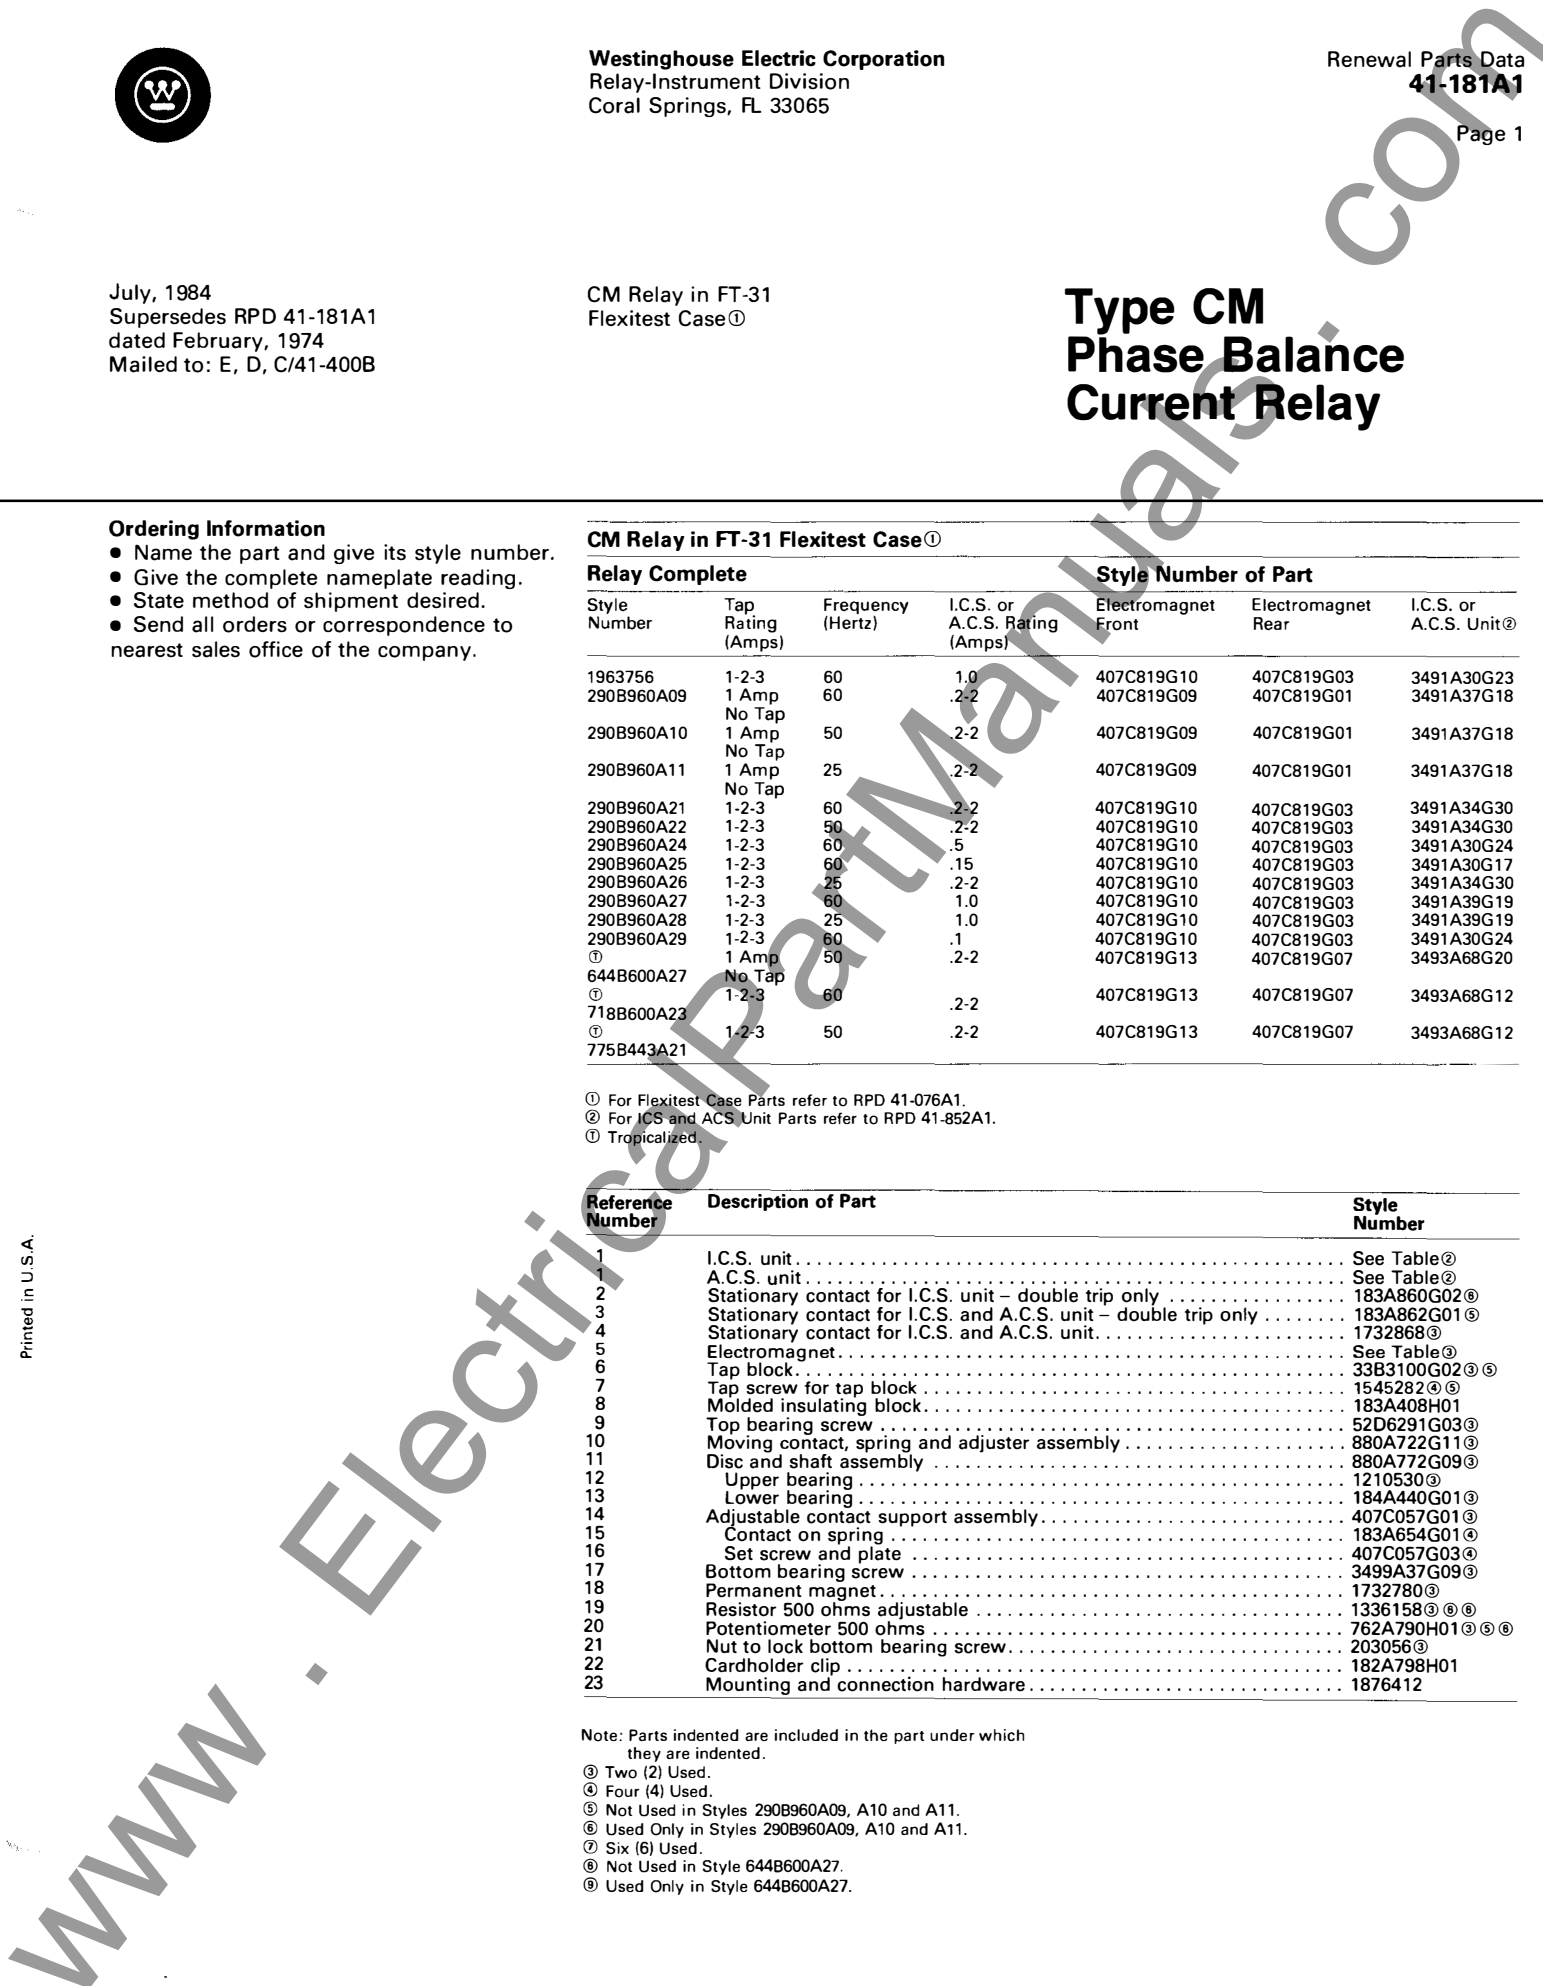 Westinghouse Electric Corporation
Relay-Instrument Division
Coral Springs, FL 33065
Renewal Parts Data
41-181A1
Page 1
July, 1984
Supersedes RPD 41-181A1
dated February, 1974
Mailed to: E, D, C/41-400B
CM Relay in FT-31
Flexitest Case①
Type CM
Phase Balance
Current Relay
Ordering Information
● Name the part and give its style number.
● Give the complete nameplate reading.
● State method of shipment desired.
● Send all orders or correspondence to
nearest sales office of the company.
CM Relay in FT-31 Flexitest Case①
Relay Complete Style Number of Part
Style Tap Frequency I.C.S. or Electromagnet Electromagnet I.C.S. or
Number Rating (Hertz) A.C.S. Rating Front Rear A.C.S. Unit②
(Amps) (Amps)
1963756 1-2-3 60 1.0 407C819G10 407C819G03 3491A30G23
290B960A09 1 Amp 60 .2-2 407C819G09 407C819G01 3491A37G18
No Tap
290B960A10 1 Amp 50 .2-2 407C819G09 407C819G01 3491A37G18
No Tap
290B960A11 1 Amp 25 .2-2 407C819G09 407C819G01 3491A37G18
No Tap
290B960A21 1-2-3 60 .2-2 407C819G10 407C819G03 3491A34G30
290B960A22 1-2-3 50 .2-2 407C819G10 407C819G03 3491A34G30
290B960A24 1-2-3 60 .5 407C819G10 407C819G03 3491A30G24
290B960A25 1-2-3 60 .15 407C819G10 407C819G03 3491A30G17
290B960A26 1-2-3 25 .2-2 407C819G10 407C819G03 3491A34G30
290B960A27 1-2-3 60 1.0 407C819G10 407C819G03 3491A39G19
290B960A28 1-2-3 25 1.0 407C819G10 407C819G03 3491A39G19
290B960A29 1-2-3 60 .1 407C819G10 407C819G03 3491A30G24
Ⓣ 1 Amp 50 .2-2 407C819G13 407C819G07 3493A68G20
644B600A27 No Tap
Ⓣ 1-2-3 60 .2-2 407C819G13 407C819G07 3493A68G12
718B600A23
Ⓣ 1-2-3 50 .2-2 407C819G13 407C819G07 3493A68G12
775B443A21
① For Flexitest Case Parts refer to RPD 41-076A1.
② For ICS and ACS Unit Parts refer to RPD 41-852A1.
Ⓣ Tropicalized.
Reference Description of Part Style
Number Number
1 I.C.S. unit See Table②
1 A.C.S. unit See Table②
2 Stationary contact for I.C.S. unit – double trip only 183A860G02⑥
3 Stationary contact for I.C.S. and A.C.S. unit – double trip only 183A862G01⑤
4 Stationary contact for I.C.S. and A.C.S. unit 1732868③
5 Electromagnet See Table③
6 Tap block 33B3100G02③⑤
7 Tap screw for tap block 1545282④⑤
8 Molded insulating block 183A408H01
9 Top bearing screw 52D6291G03③
10 Moving contact, spring and adjuster assembly 880A722G11③
11 Disc and shaft assembly 880A772G09③
12 Upper bearing 1210530③
13 Lower bearing 184A440G01③
14 Adjustable contact support assembly 407C057G01③
15 Contact on spring 183A654G01④
16 Set screw and plate 407C057G03④
17 Bottom bearing screw 3499A37G09③
18 Permanent magnet 1732780③
19 Resistor 500 ohms adjustable 1336158③⑥⑥
20 Potentiometer 500 ohms 762A790H01③⑤⑥
21 Nut to lock bottom bearing screw 203056③
22 Cardholder clip 182A798H01
23 Mounting and connection hardware 1876412
Note: Parts indented are included in the part under which
they are indented.
③ Two (2) Used.
④ Four (4) Used.
⑤ Not Used in Styles 290B960A09, A10 and A11.
⑥ Used Only in Styles 290B960A09, A10 and A11.
⑦ Six (6) Used.
⑧ Not Used in Style 644B600A27.
⑨ Used Only in Style 644B600A27.
Printed in U.S.A.
www . ElectricalPartManuals . com